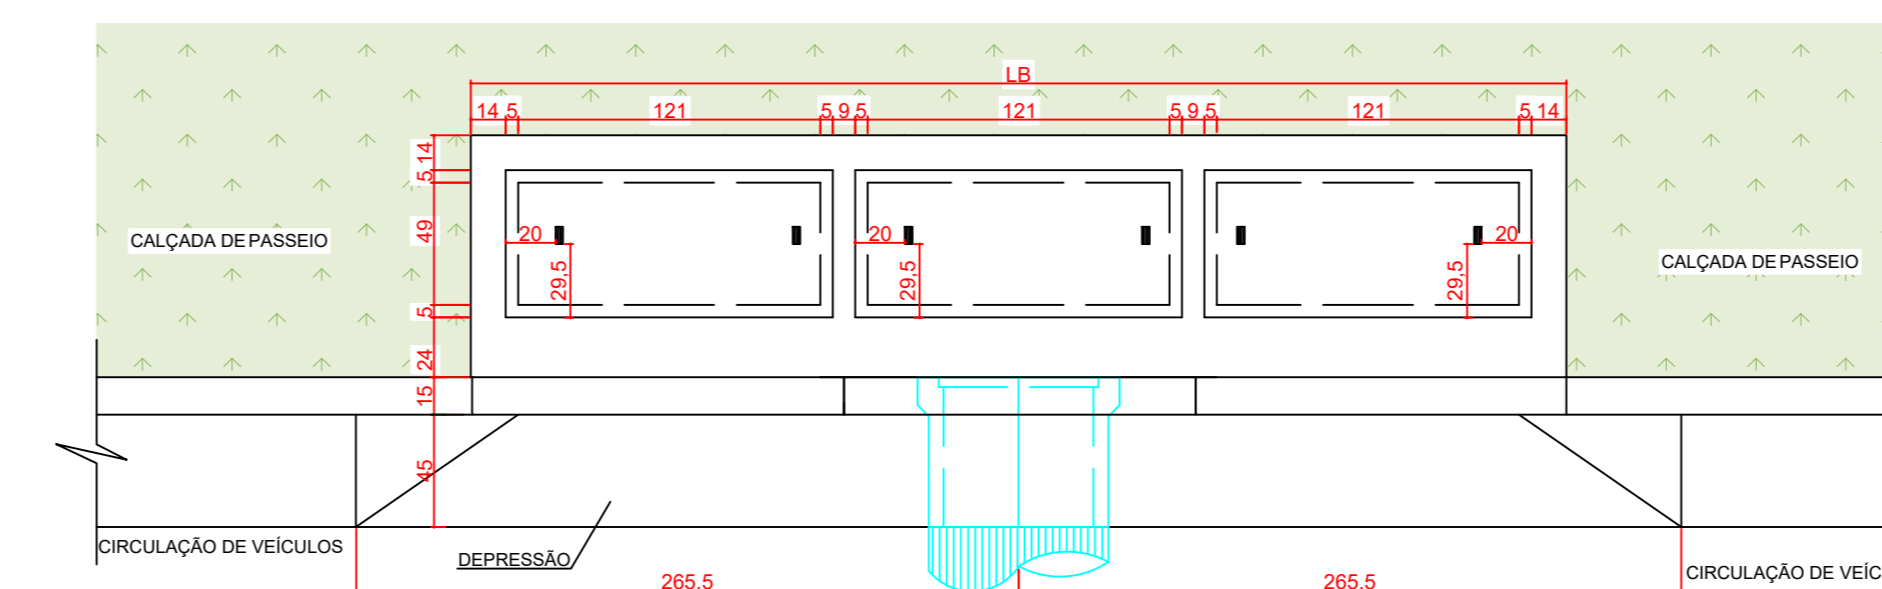 LB
14 5 121 5 9 5 121 5 9 5 121 5 14
14
5
49
5
24
15
45
20 20 20
29,5 29,5 29,5
CALÇADA DE PASSEIO
CALÇADA DE PASSEIO
CIRCULAÇÃO DE VEÍCULOS
DEPRESSÃO
CIRCULAÇÃO DE VEÍC
265.5 265.5